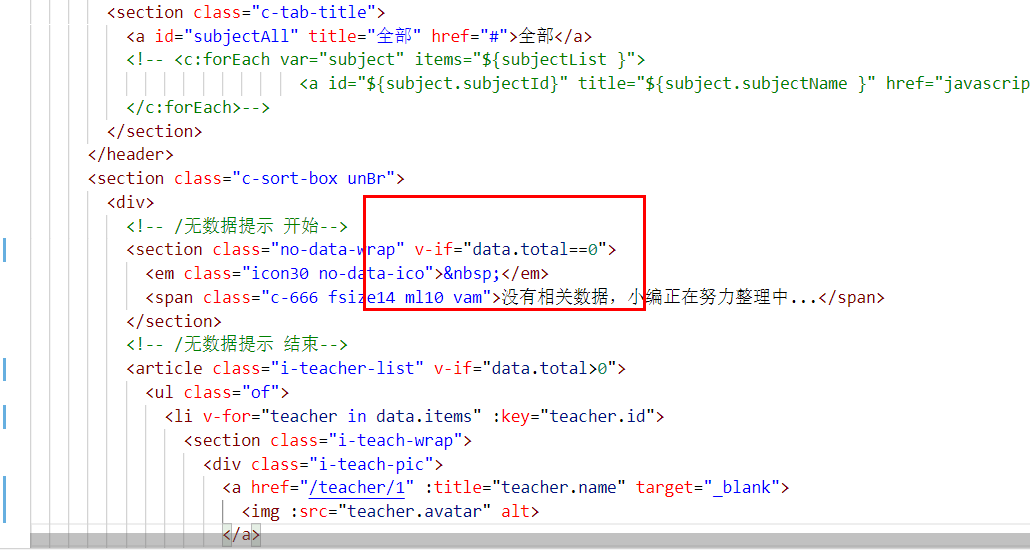 <section class="c-tab-title">
<a id="subjectAll" title="全部" href="#">全部</a>
<!-- <c:forEach var="subject" items="${subjectList }">
<a id="${subject.subjectId}" title="${subject.subjectName }" href="javascrip
</c:forEach>-->
</section>
</header>
<section class="c-sort-box unBr">
<div>
<!-- /无数据提示 开始-->
<section class="no-data-wrap" v-if="data.total==0">
<em class="icon30 no-data-ico">&nbsp;</em>
<span class="c-666 fsize14 ml10 vam">没有相关数据，小编正在努力整理中...</span>
</section>
<!-- /无数据提示 结束-->
<article class="i-teacher-list" v-if="data.total>0">
<ul class="of">
<li v-for="teacher in data.items" :key="teacher.id">
<section class="i-teach-wrap">
<div class="i-teach-pic">
<a href="/teacher/1" :title="teacher.name" target="_blank">
<img :src="teacher.avatar" alt>
</a>